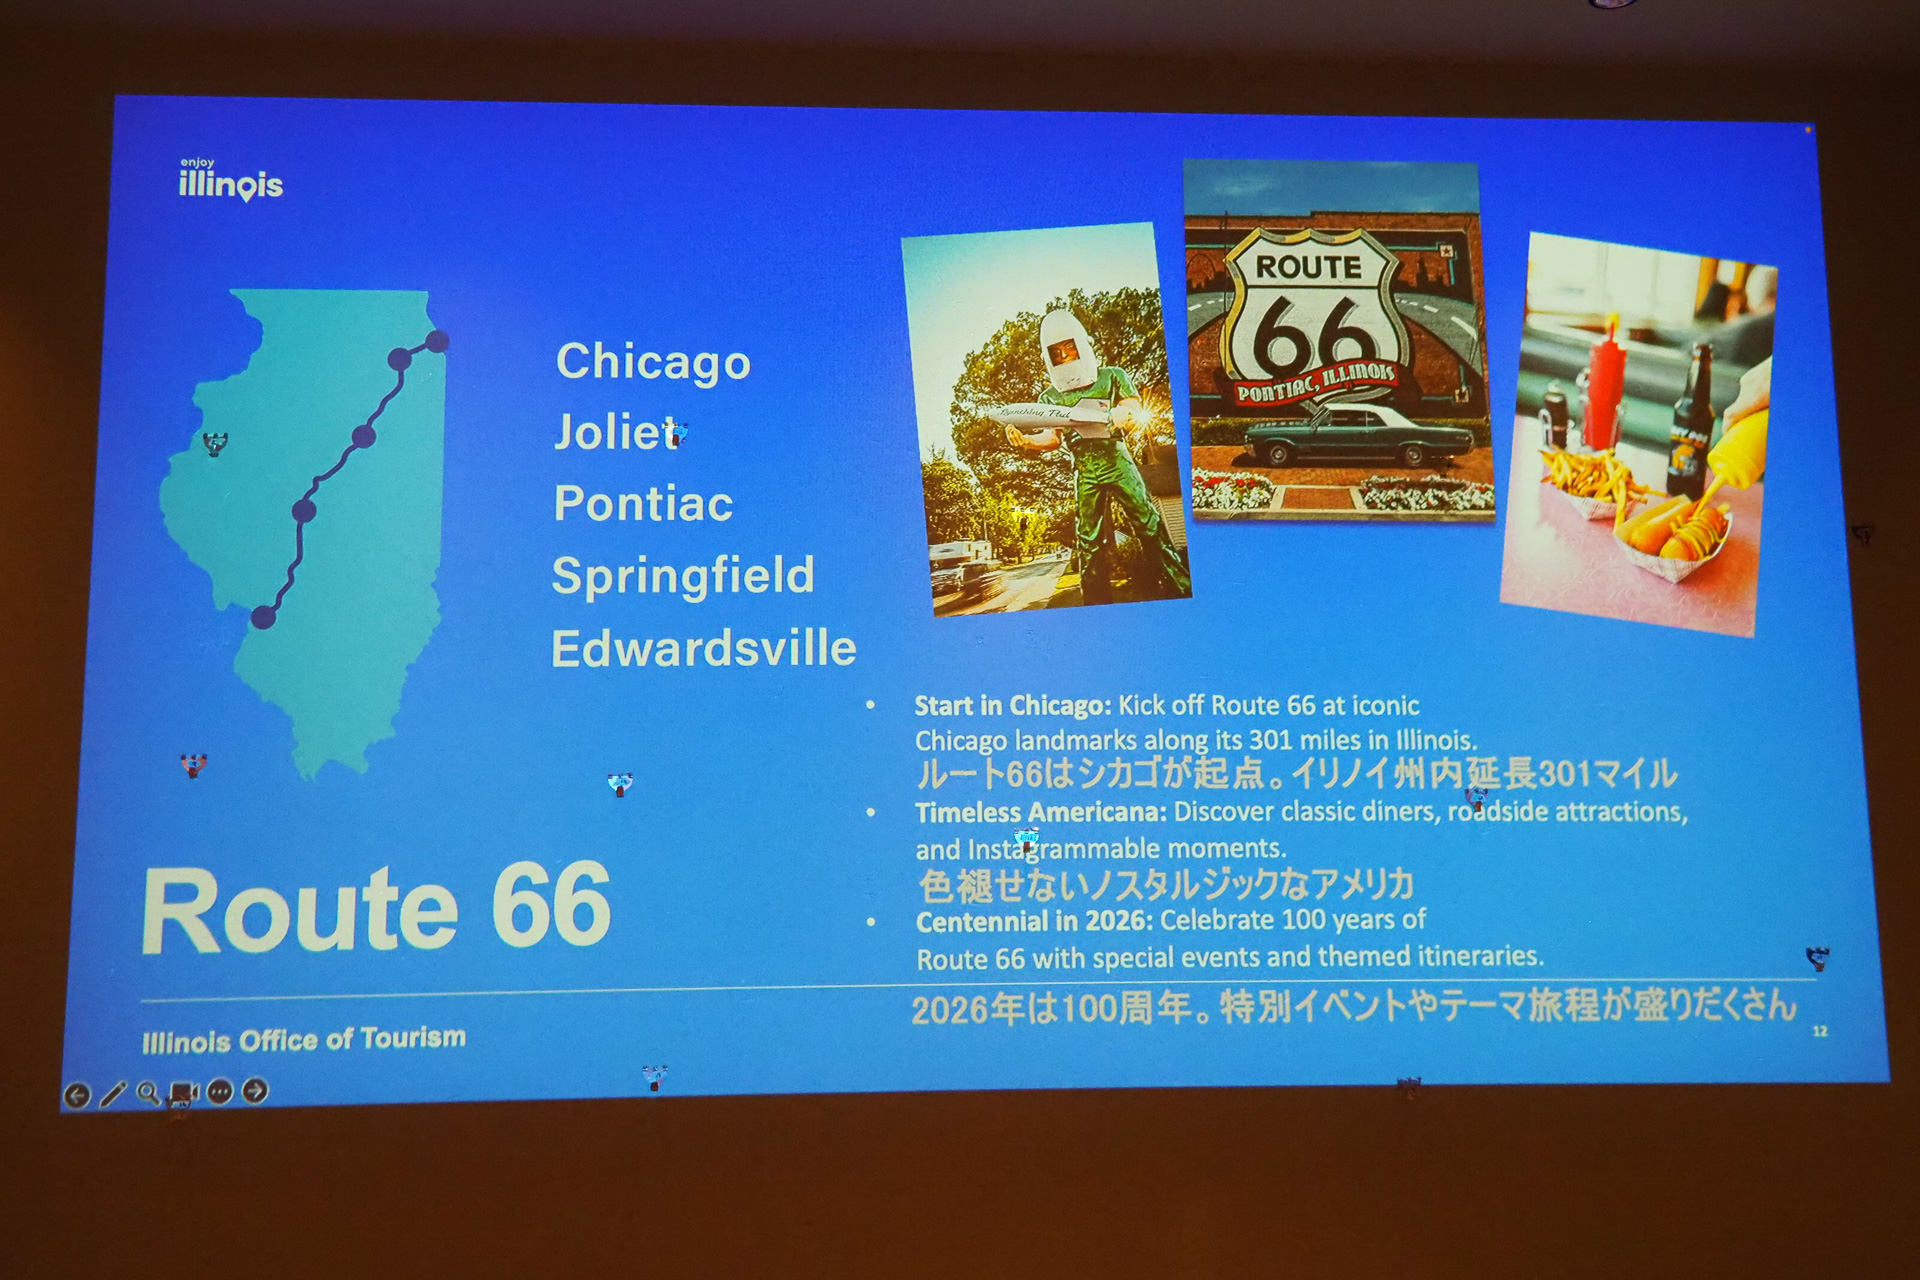 enjoy
illinois
Chicago
Joliet
Pontiac
Springfield
Edwardsville
Launching Pad
ROUTE
66
PONTIAC, ILLINOIS
• Start in Chicago: Kick off Route 66 at iconic
Chicago landmarks along its 301 miles in Illinois.
ルート66はシカゴが起点。イリノイ州内延長301マイル
• Timeless Americana: Discover classic diners, roadside attractions,
and Instagrammable moments.
色褪せないノスタルジックなアメリカ
• Centennial in 2026: Celebrate 100 years of
Route 66 with special events and themed itineraries.
2026年は100周年。特別イベントやテーマ旅程が盛りだくさん
Route 66
Illinois Office of Tourism
12